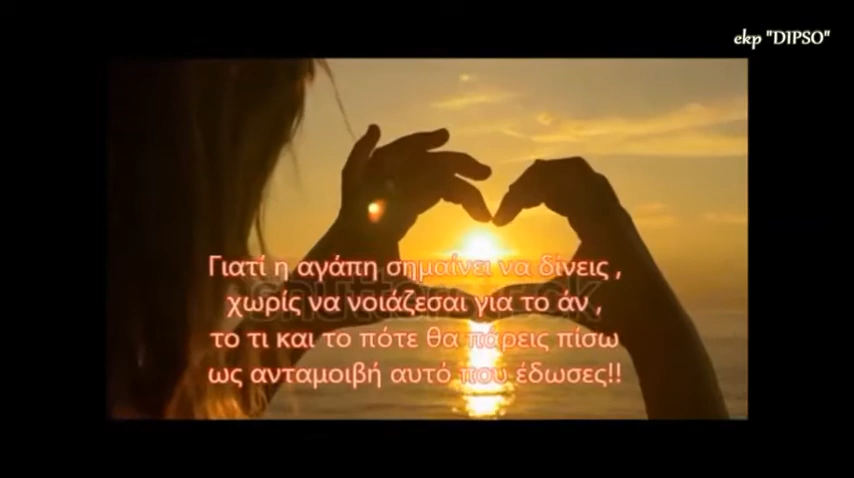 ekp "DIPSO"
Γιατί η αγάπη σημαίνει να δίνεις ,
χωρίς να νοιάζεσαι για το άν ,
το τι και το πότε θα πάρεις πίσω
ως ανταμοιβή αυτό που έδωσες!!